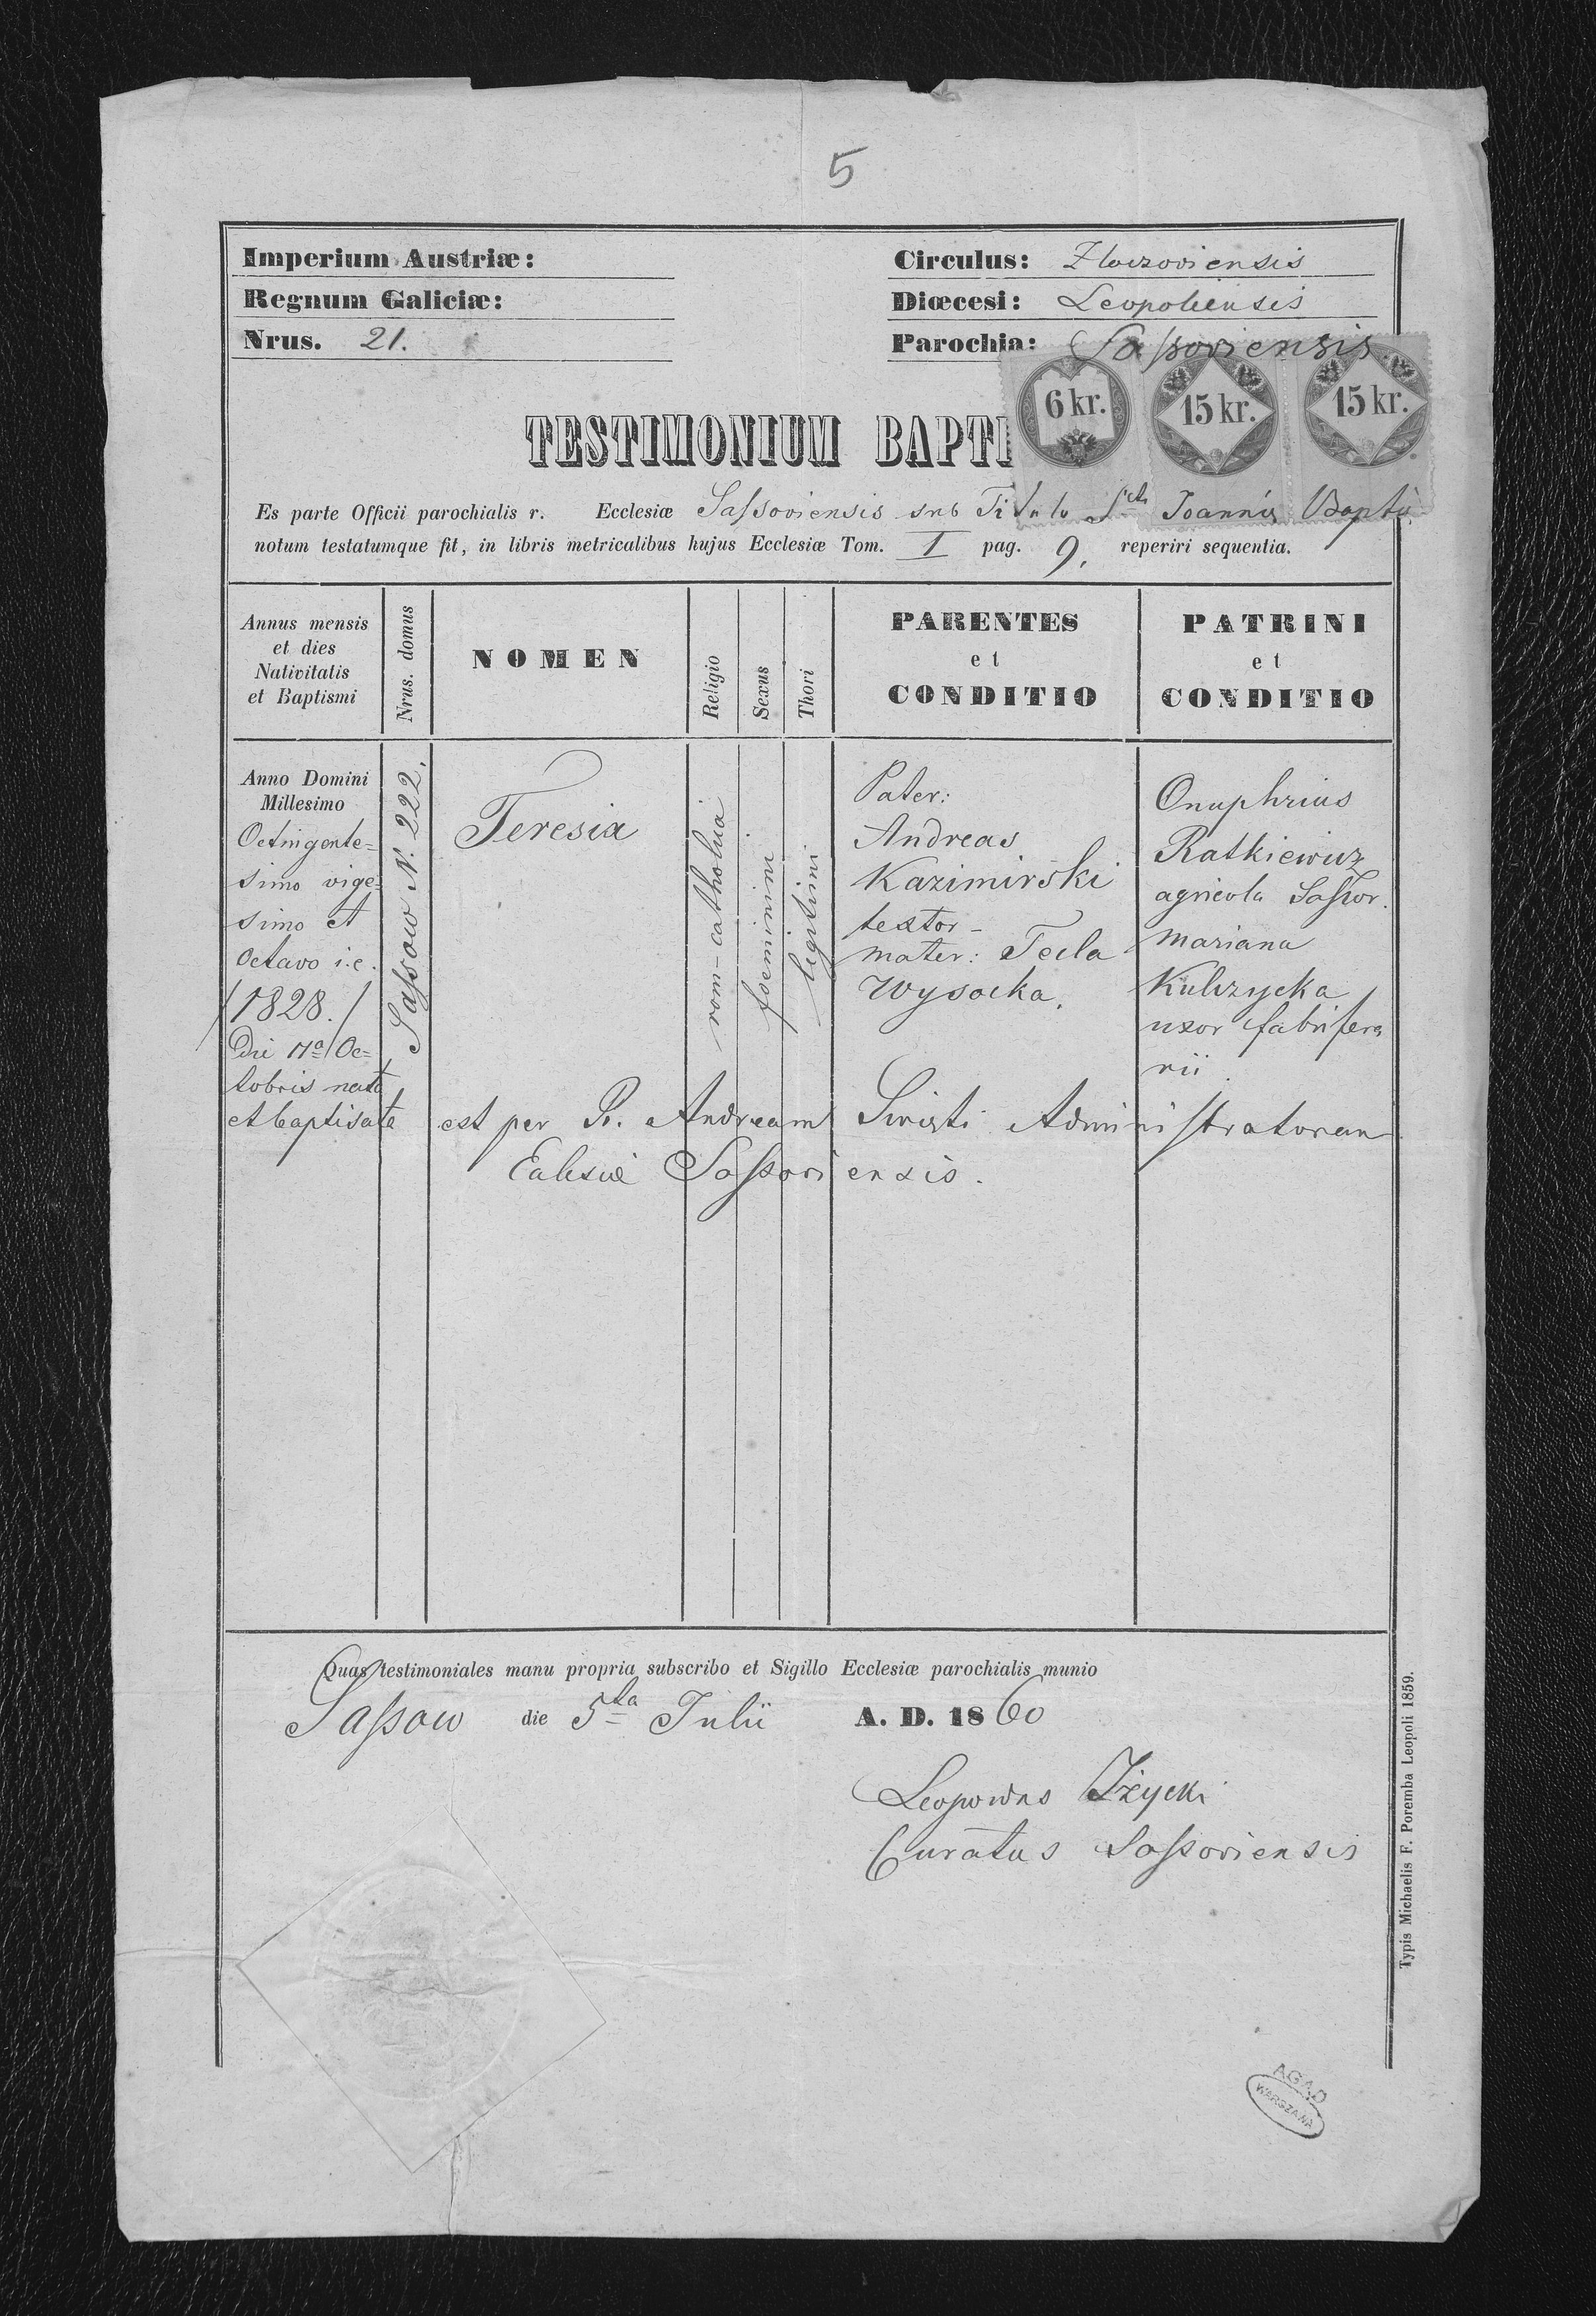 5
Imperium Austriæ:
Regnum Galiciæ:
Nrus. 21.
Circulus: Złoczoviensis
Diœcesi: Leopoliensis
Parochia: Sassoviensis
6 kr. 15 kr. 15 kr.
TESTIMONIUM BAPTI
Es parte Officii parochialis r. Ecclesiæ Sassoviensis sub Titulo Scti Joannis Bapti
notum testatumque fit, in libris metricalibus hujus Ecclesiæ Tom. I pag. 9. reperiri sequentia.
Annus mensis
et dies
Nativitatis
et Baptismi
Nrus. domus
NOMEN
Religio
Sexus
Thori
PARENTES
et
CONDITIO
PATRINI
et
CONDITIO
Anno Domini
Millesimo
Octingente=
simo vige=
simo et
Octavo i.e.
/1828./
Die 17a Oc=
tobris nata
et baptisata
Sassow N. 222.
Teresia
rom-catholica
foeminini
legitimi
Pater:
Andreas
Kazimirski
textor-
mater: Tecla
Wysocka.
Onuphrius
Ratkiewicz
agricola Sassov.
Mariana
Kulczycka
uxor fabri ferra
rii
est per R. Andream Administratorem
Eclesiæ Sassoviensis.
Quas testimoniales manu propria subscribo et Sigillo Ecclesiæ parochialis munio
Sassow die 5ta Julii A. D. 1860
Leopoldus Iżycki
Curatus Sassoviensis
Typis Michaelis F. Poremba Leopoli 1859.
AGAD
WARSZAWA